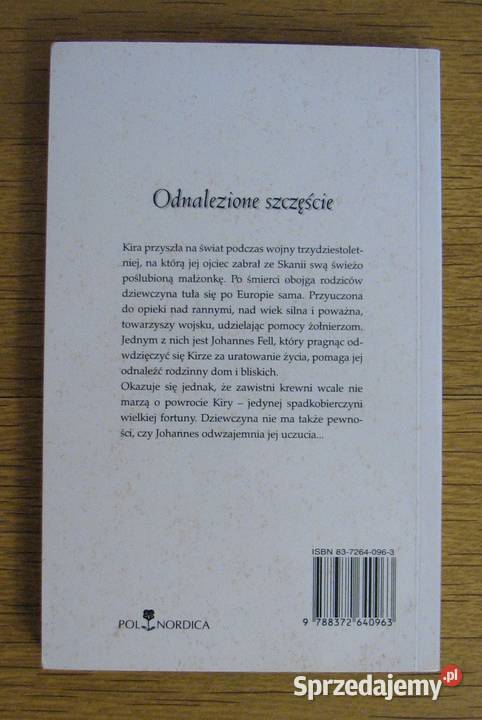 Odnalezione szczęście
Kira przyszła na świat podczas wojny trzydziestolet-
niej, na którą jej ojciec zabrał ze Skanii swą świeżo
poślubioną małżonkę. Po śmierci obojga rodziców
dziewczyna tuła się po Europie sama. Przyuczona
do opieki nad rannymi, nad wiek silna i poważna,
towarzyszy wojsku, udzielając pomocy żołnierzom.
Jednym z nich jest Johannes Fell, który pragnąc od-
wdzięczyć się Kirze za uratowanie życia, pomaga jej
odnaleźć rodzinny dom i bliskich.
Okazuje się jednak, że zawistni krewni wcale nie
marzą o powrocie Kiry – jedynej spadkobierczyni
wielkiej fortuny. Dziewczyna nie ma także pewno-
ści, czy Johannes odwzajemnia jej uczucia...
ISBN 83-7264-096-3
9 788372 640963
POL NORDICA
Sprzedajemy.pl